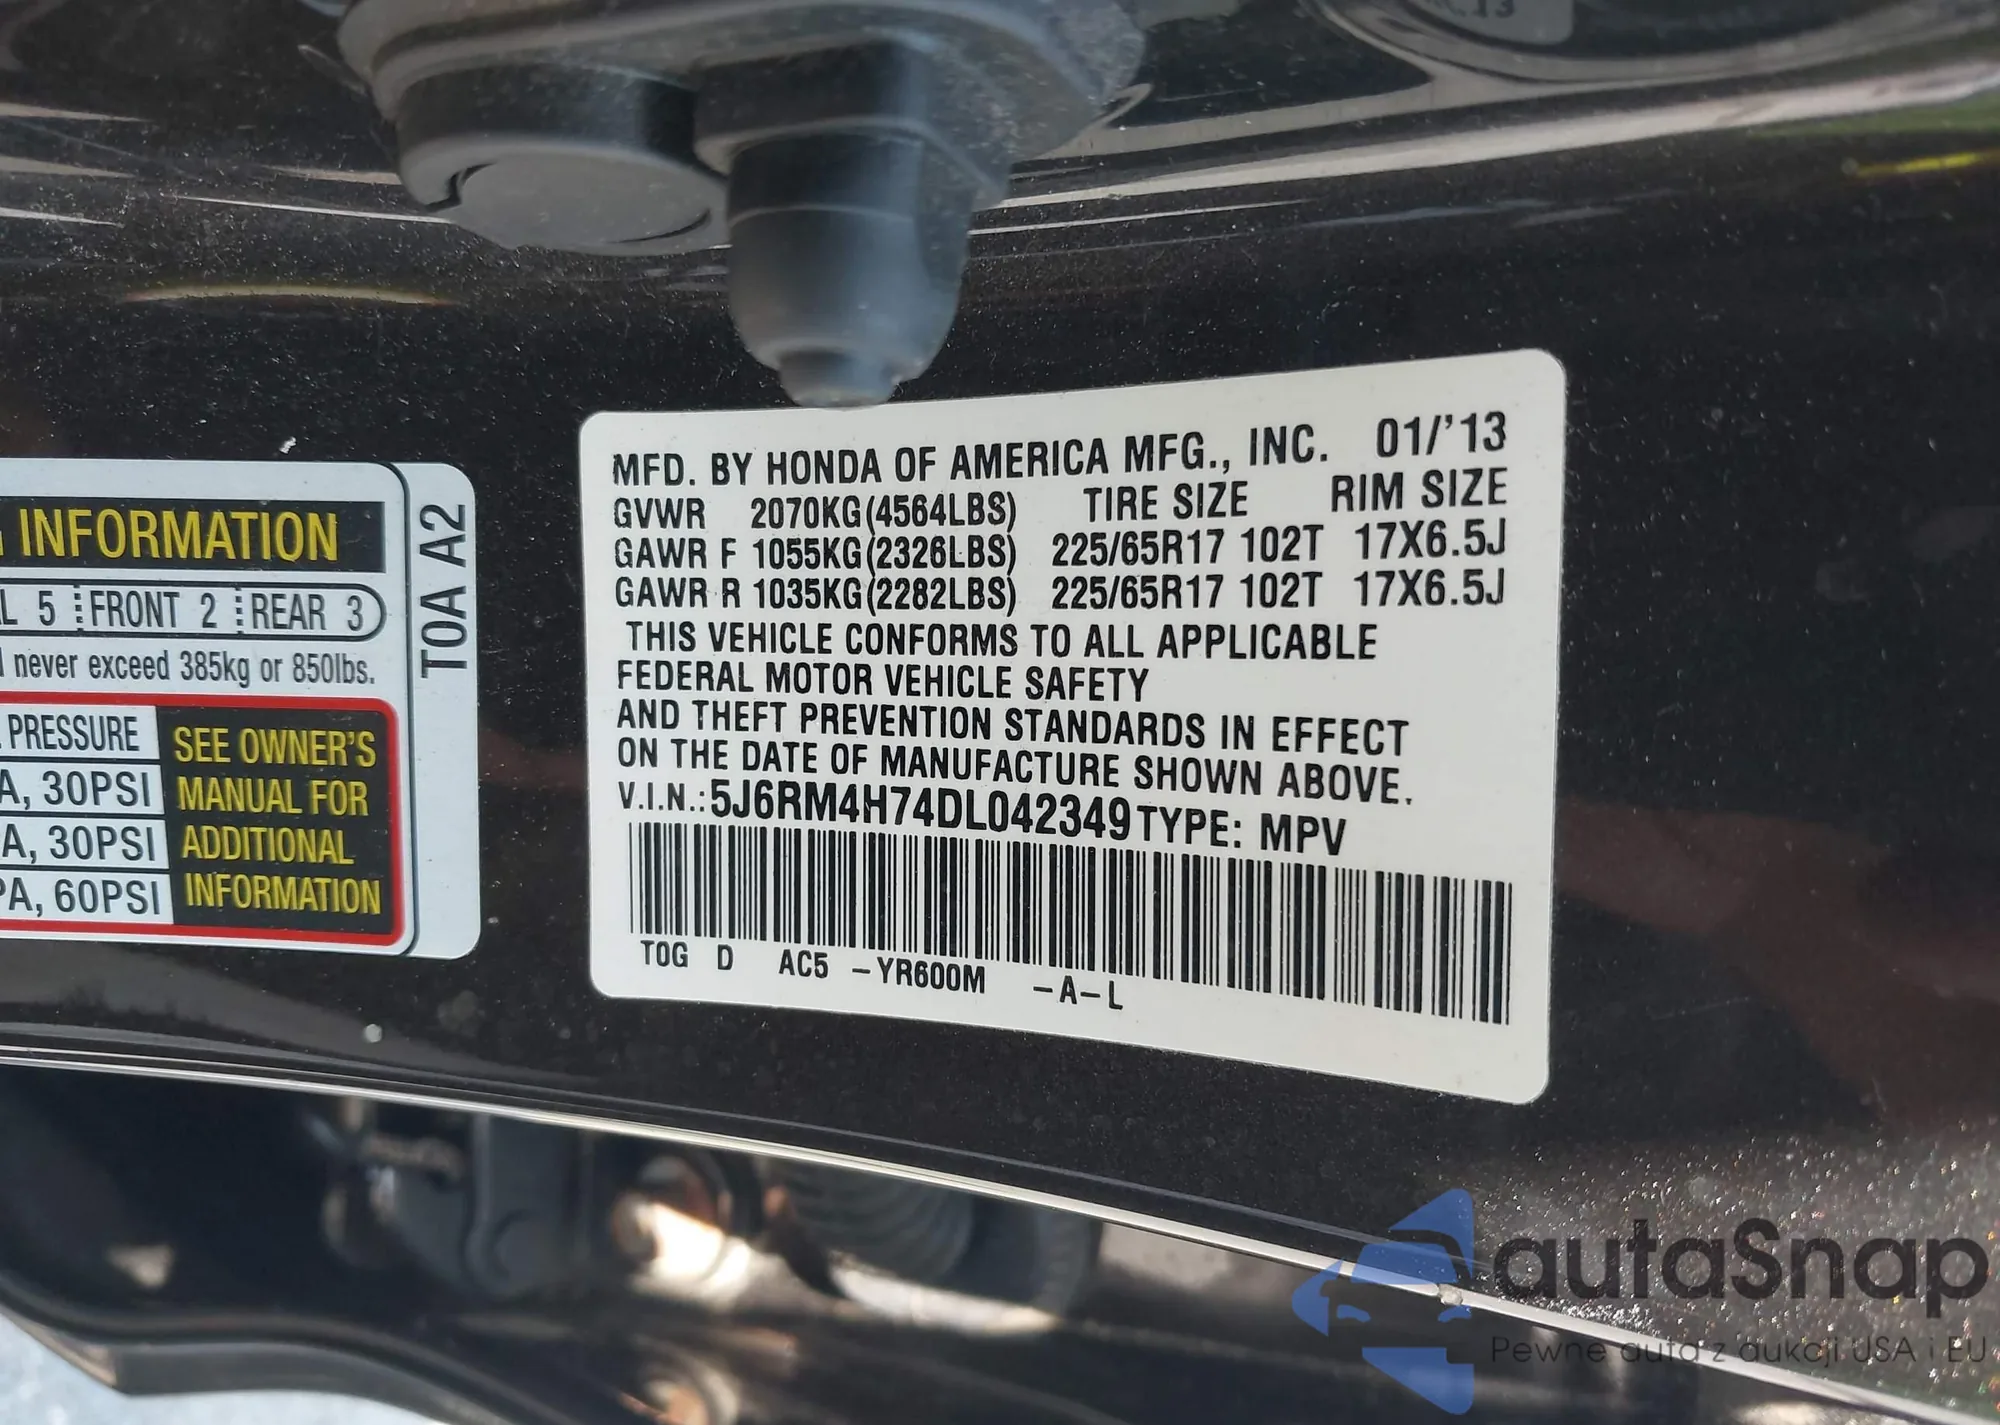 INFORMATION
L 5 FRONT 2 REAR 3
never exceed 385kg or 850lbs.
PRESSURE
A, 30PSI
A, 30PSI
PA, 60PSI
SEE OWNER'S
MANUAL FOR
ADDITIONAL
INFORMATION
T0A A2
MFD. BY HONDA OF AMERICA MFG., INC. 01/'13
GVWR 2070KG(4564LBS) TIRE SIZE RIM SIZE
GAWR F 1055KG(2326LBS) 225/65R17 102T 17X6.5J
GAWR R 1035KG(2282LBS) 225/65R17 102T 17X6.5J
THIS VEHICLE CONFORMS TO ALL APPLICABLE
FEDERAL MOTOR VEHICLE SAFETY
AND THEFT PREVENTION STANDARDS IN EFFECT
ON THE DATE OF MANUFACTURE SHOWN ABOVE.
V.I.N.:5J6RM4H74DL042349 TYPE: MPV
T0G D AC5 -YR600M -A-L
autaSnap
Pewne auta z aukcji USA i EU